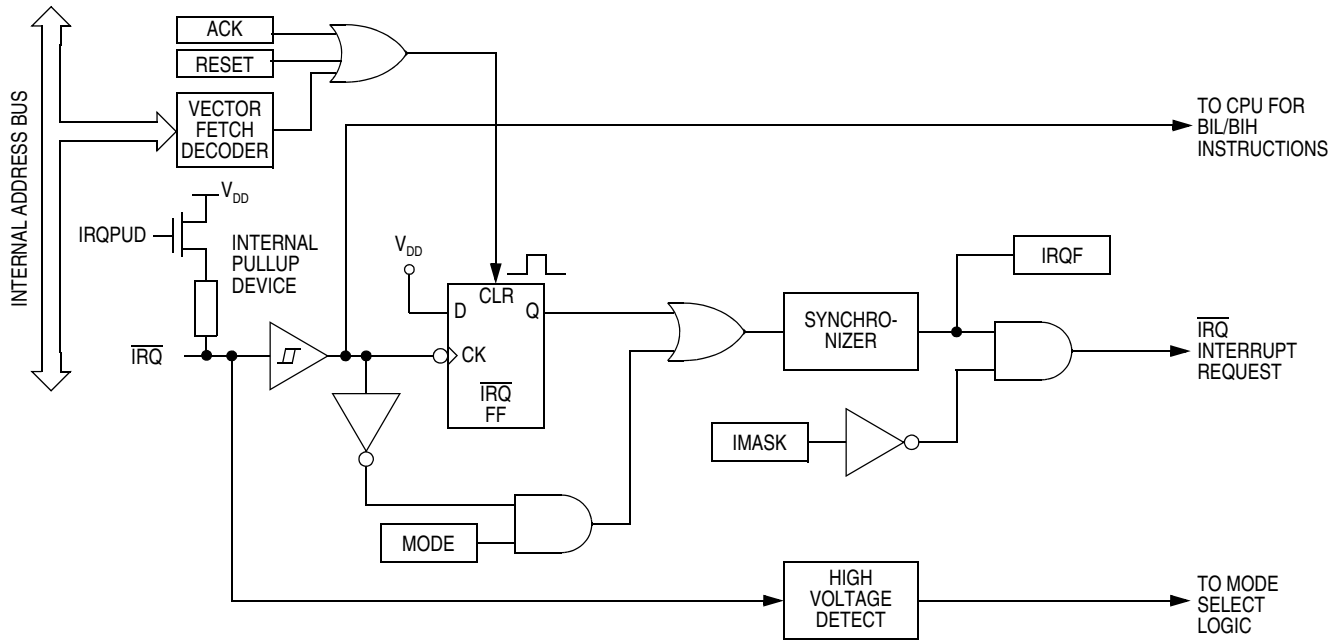 INTERNAL ADDRESS BUS
ACK
RESET
VECTOR
FETCH
DECODER
TO CPU FOR
BIL/BIH
INSTRUCTIONS
VDD
IRQPUD
INTERNAL
PULLUP
DEVICE
VDD
CLR
D
Q
CK
IRQ
FF
IRQ
SYNCHRO-
NIZER
IRQF
IRQ
INTERRUPT
REQUEST
IMASK
MODE
HIGH
VOLTAGE
DETECT
TO MODE
SELECT
LOGIC